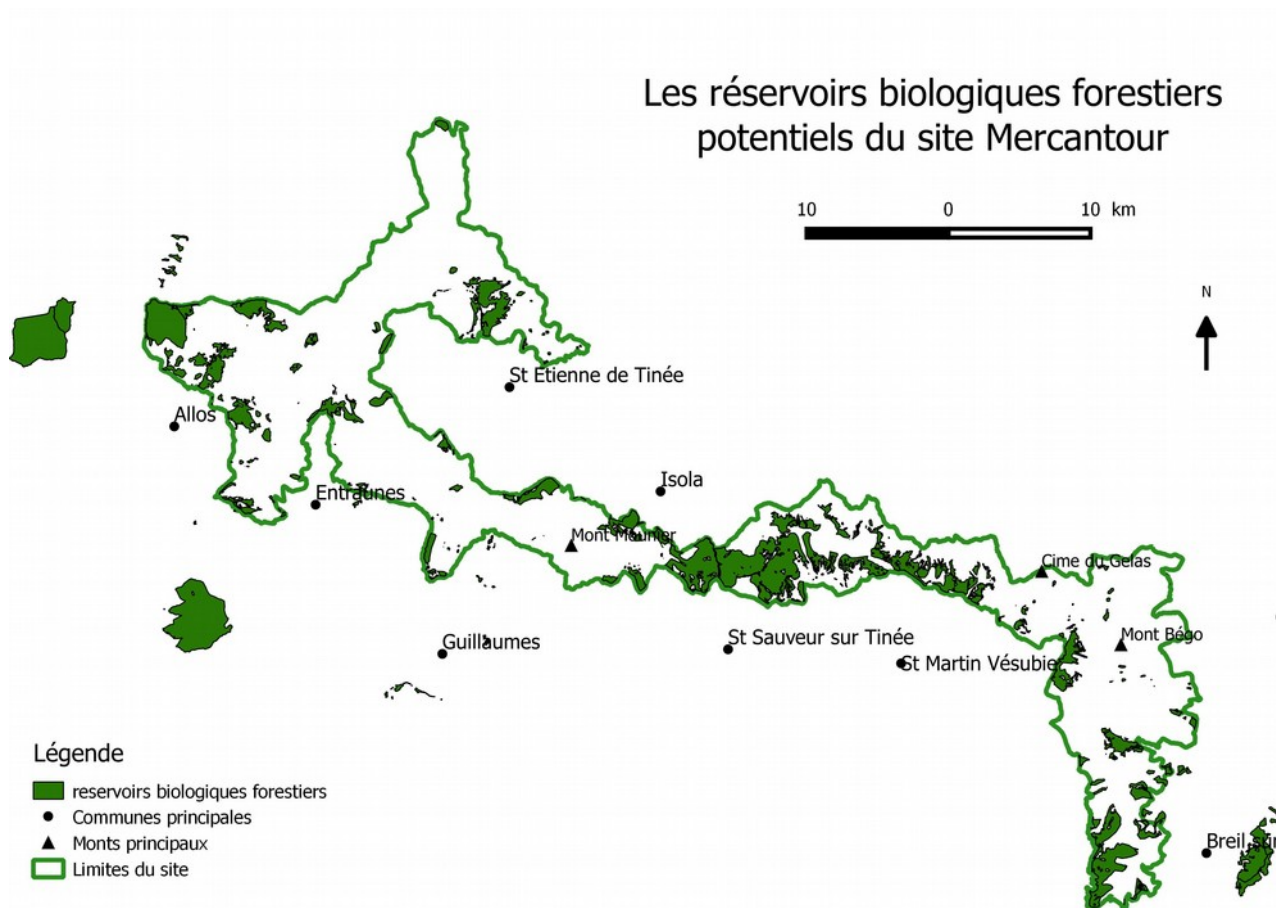 Les réservoirs biologiques forestiers
potentiels du site Mercantour
10 0 10 km
N
St Etienne de Tinée
Allos
Isola
Entraunes
Mont Mounier
Cime du Gelas
Guillaumes
St Sauveur sur Tinée
Mont Bégo
St Martin Vésubie
Breil sur
Légende
reservoirs biologiques forestiers
Communes principales
Monts principaux
Limites du site